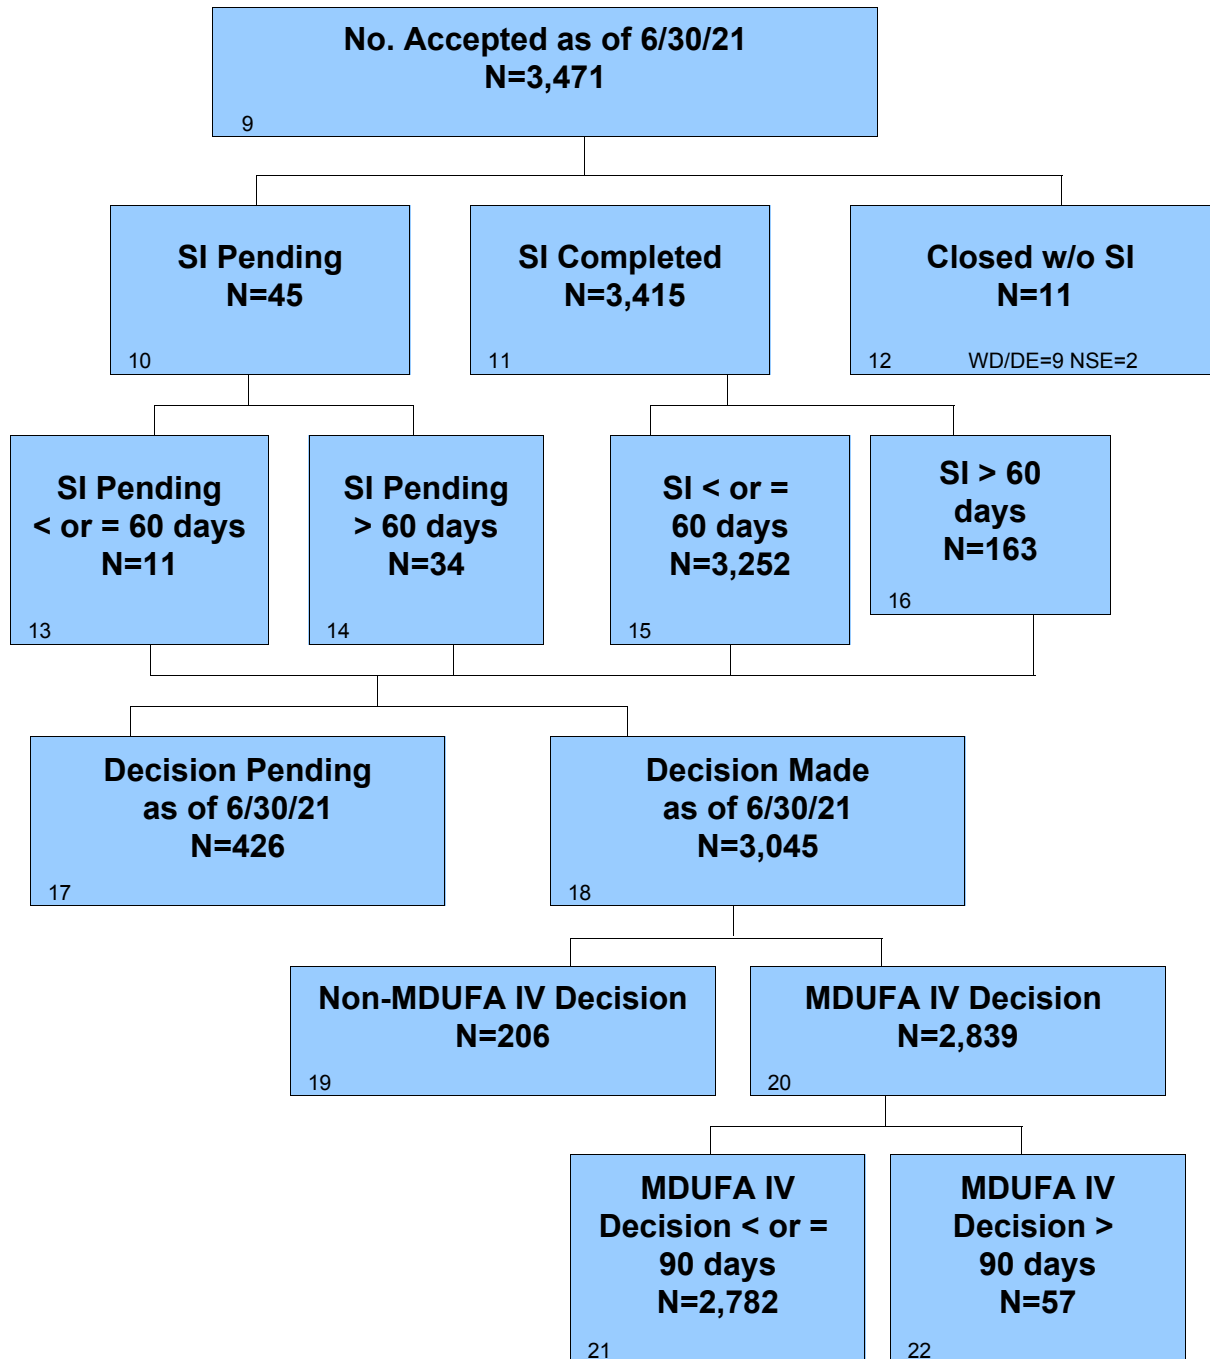 No. Accepted as of 6/30/21
N=3,471
9
SI Pending
N=45
10
SI Completed
N=3,415
11
Closed w/o SI
N=11
12 WD/DE=9 NSE=2
SI Pending
< or = 60 days
N=11
13
SI Pending
> 60 days
N=34
14
SI < or =
60 days
N=3,252
15
SI > 60
days
N=163
16
Decision Pending
as of 6/30/21
N=426
17
Decision Made
as of 6/30/21
N=3,045
18
Non-MDUFA IV Decision
N=206
19
MDUFA IV Decision
N=2,839
20
MDUFA IV
Decision < or =
90 days
N=2,782
21
MDUFA IV
Decision >
90 days
N=57
22